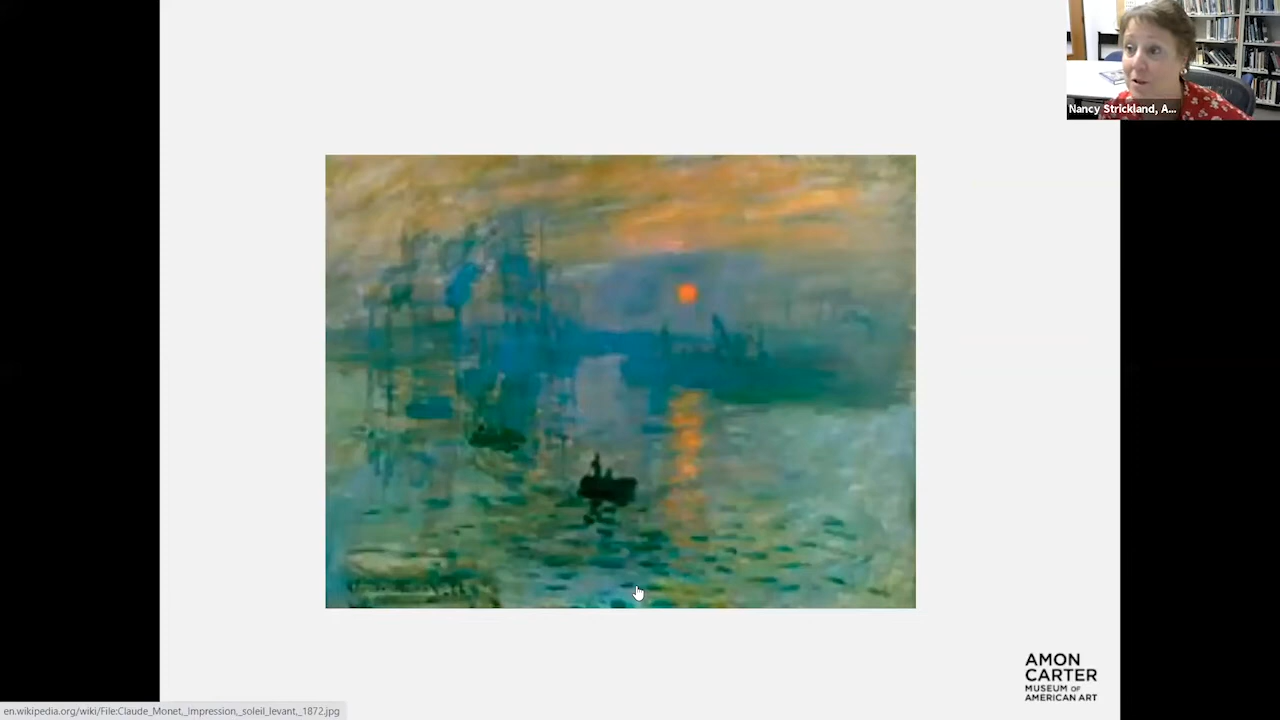 Nancy Strickland, A...
AMON
CARTER
MUSEUM OF
AMERICAN ART
en.wikipedia.org/wiki/File:Claude_Monet,_Impression,_soleil_levant,_1872.jpg